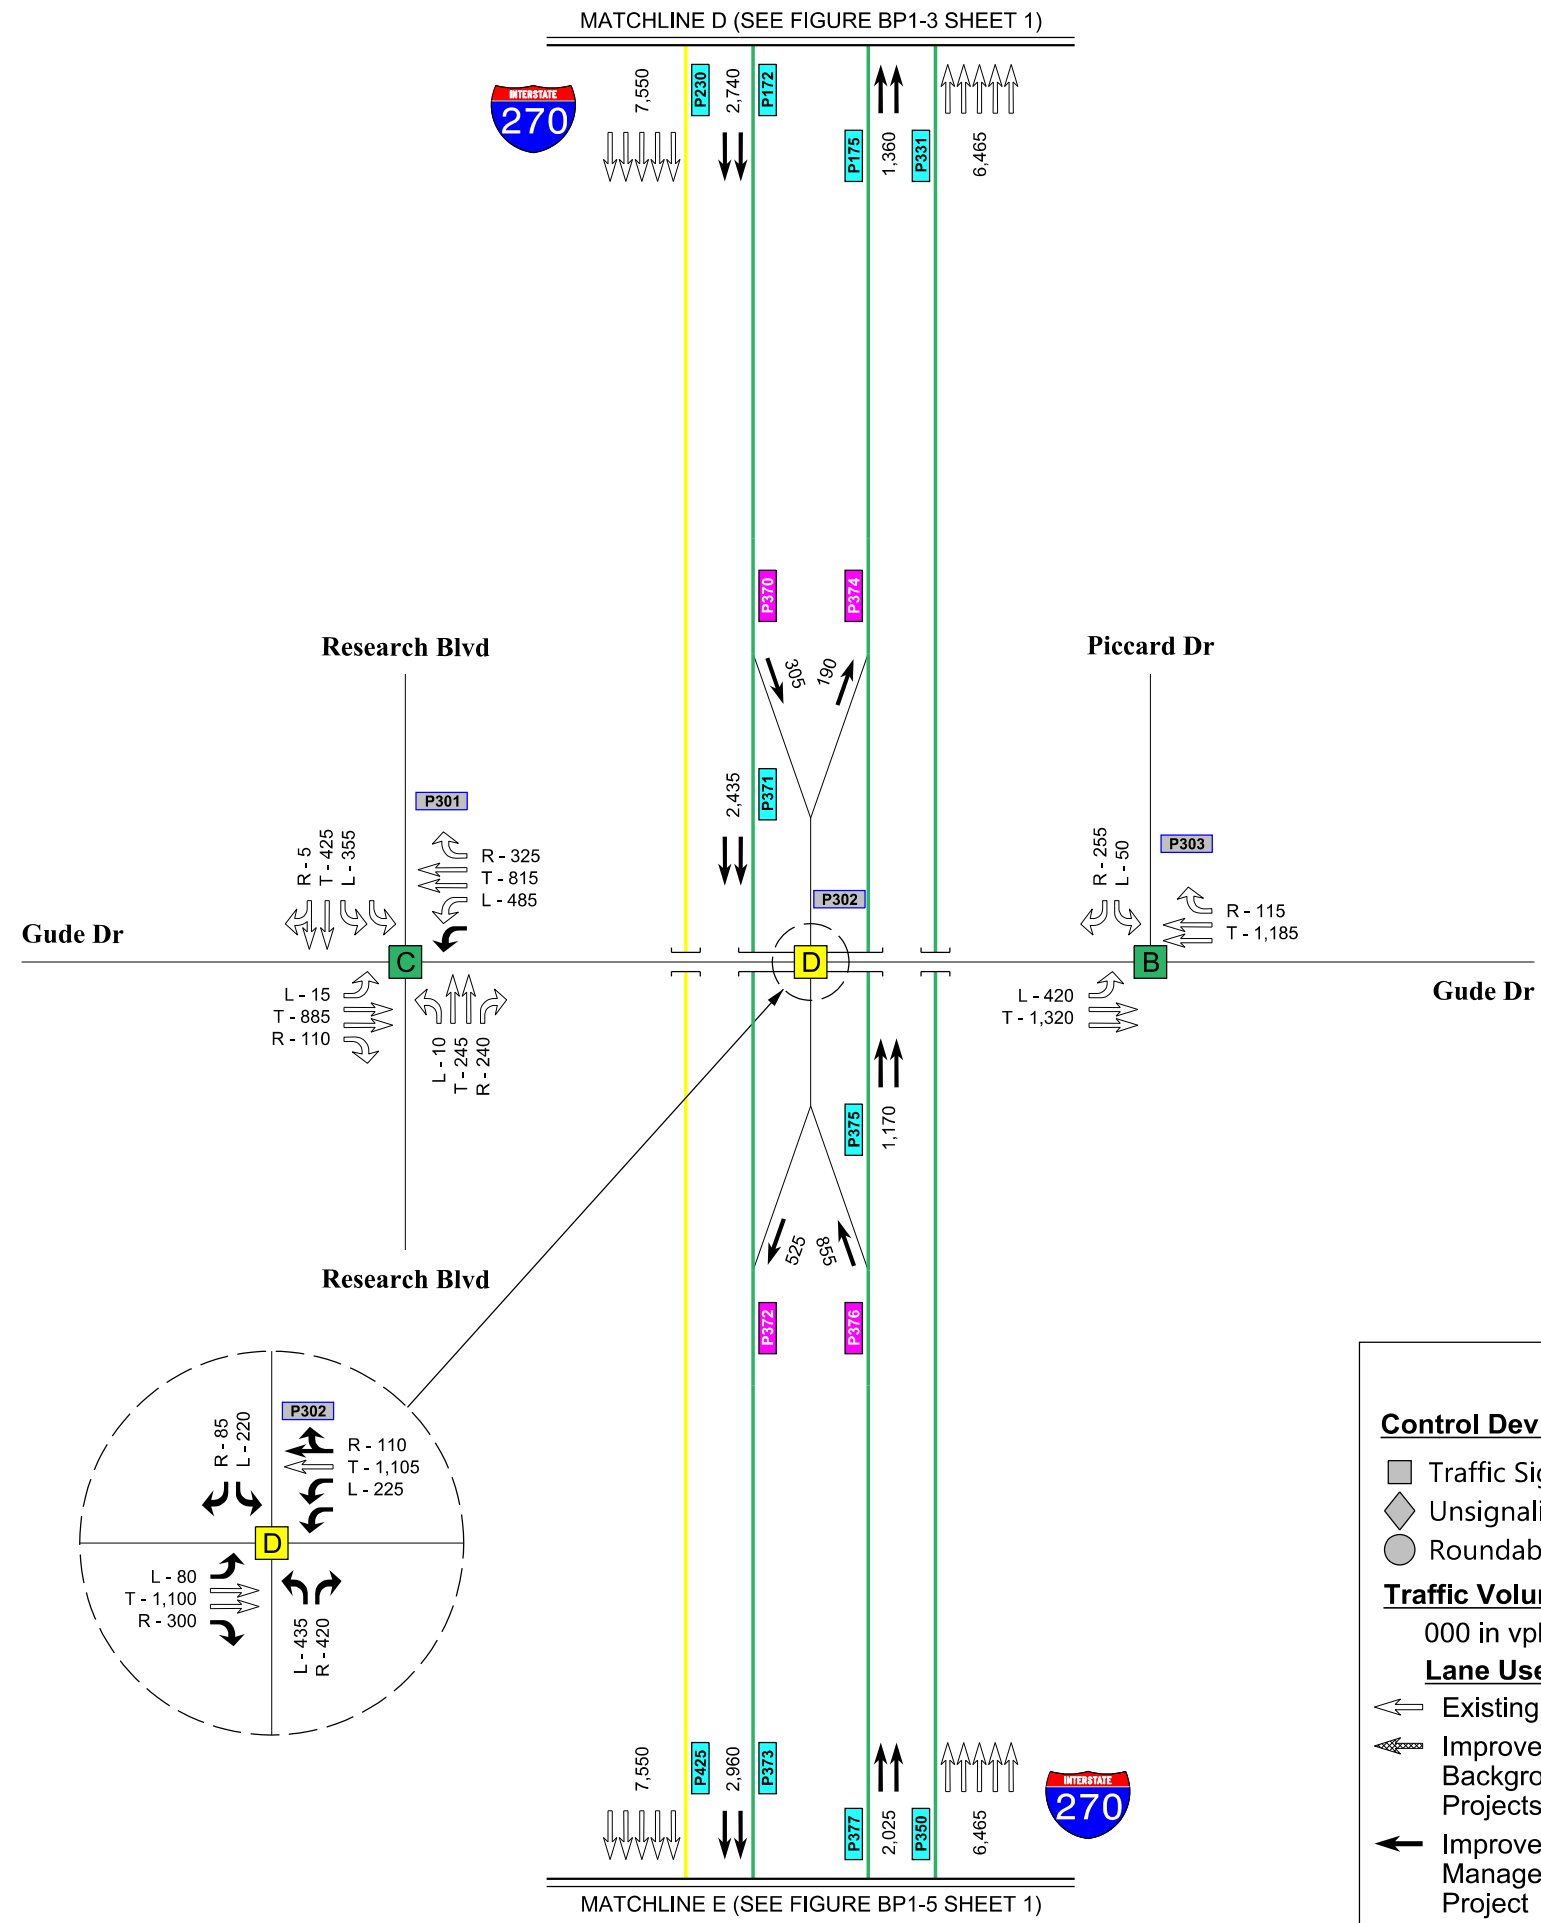 MATCHLINE D (SEE FIGURE BP1-3 SHEET 1)
INTERSTATE
270
7,550
P230
2,740
P172
P175
1,360
P331
6,465
P370
P374
305
190
Research Blvd
Piccard Dr
2,435
P371
P301
R - 5
T - 425
L - 355
R - 325
T - 815
L - 485
P302
P303
R - 255
L - 50
R - 115
T - 1,185
Gude Dr
C
D
B
Gude Dr
L - 15
T - 885
R - 110
L - 10
T - 245
R - 240
L - 420
T - 1,320
P375
1,170
525
855
Research Blvd
P372
P376
P302
R - 85
L - 220
R - 110
T - 1,105
L - 225
D
L - 80
T - 1,100
R - 300
L - 435
R - 420
Control Dev
Traffic Sig
Unsignali
Roundab
Traffic Volur
000 in vpl
Lane Use
Existing
Improve
Backgro
Projects
Improve
Manage
Project
7,550
P425
2,960
P373
P377
2,025
P350
6,465
INTERSTATE
270
MATCHLINE E (SEE FIGURE BP1-5 SHEET 1)